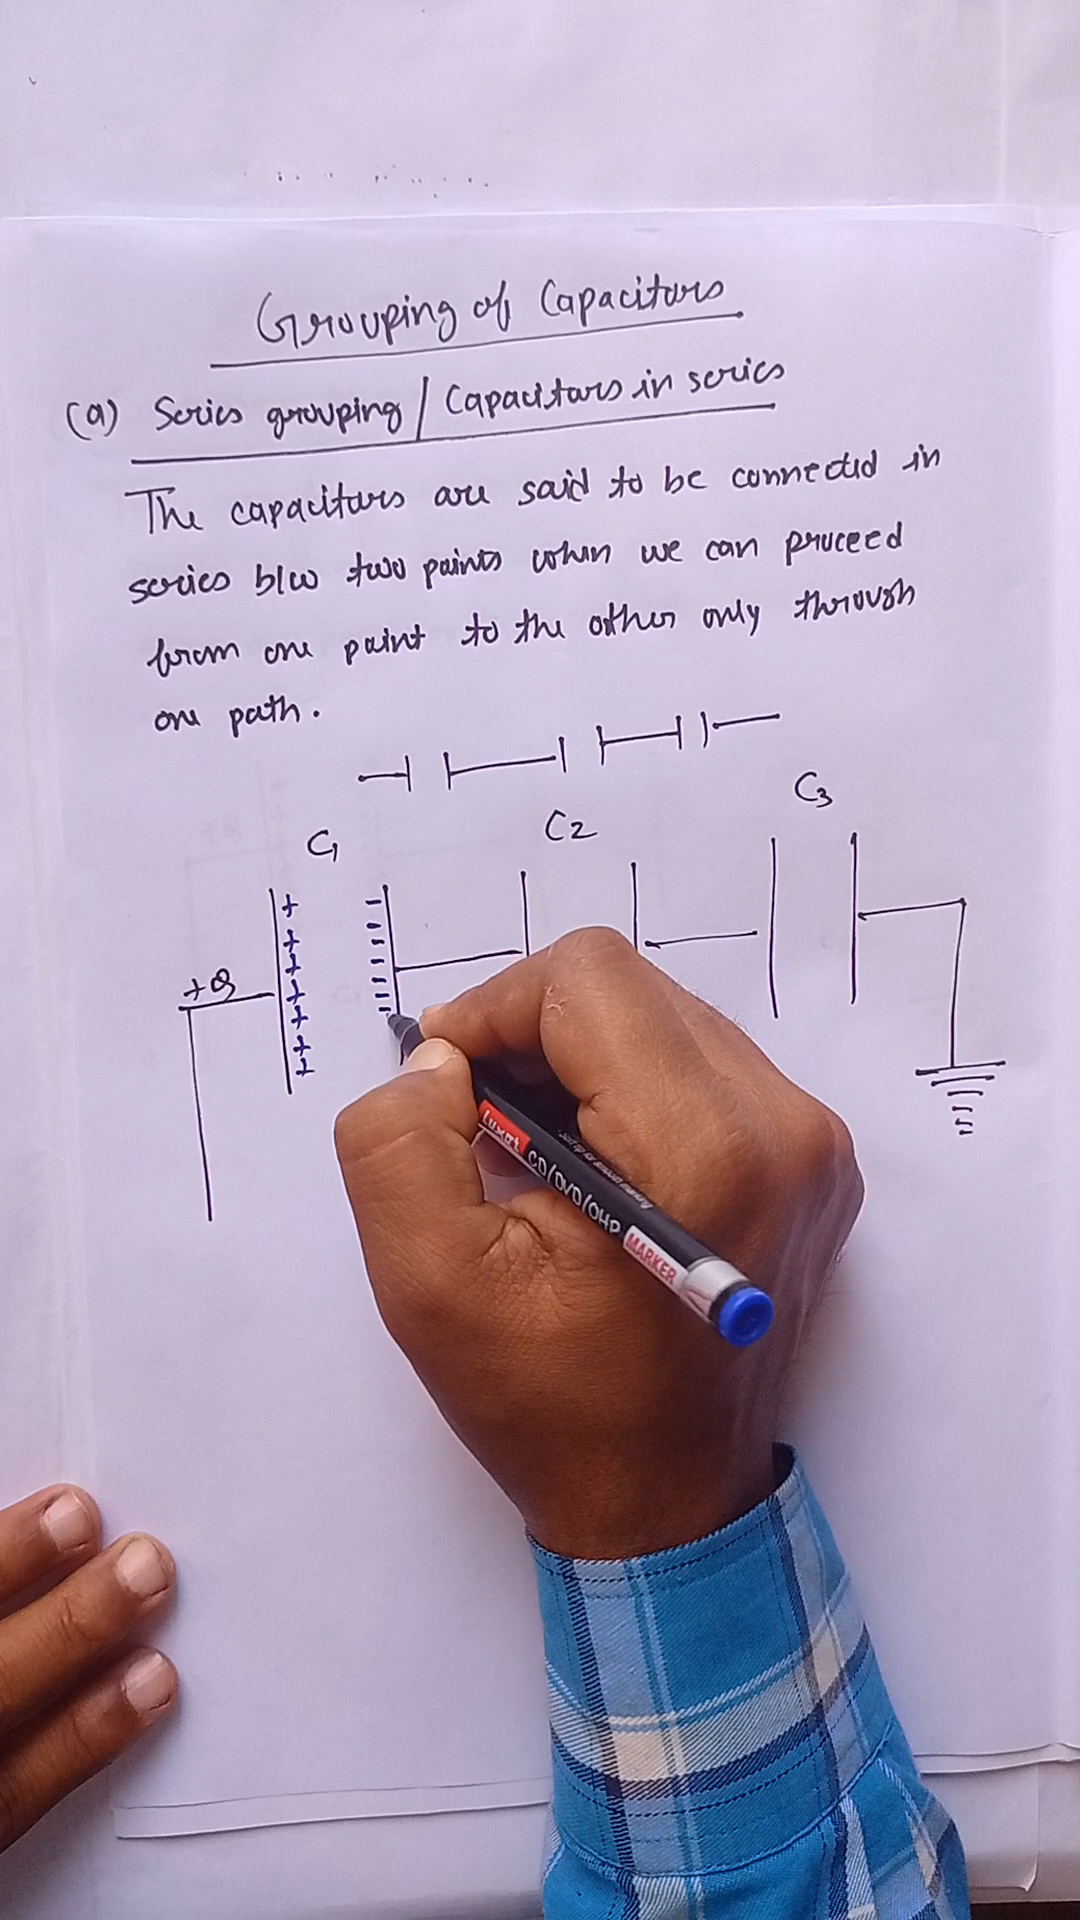 Grouping of Capacitors
(a) Series grouping / Capacitors in series
The capacitors are said to be connected in
series b/w two points when we can proceed
from one point to the other only through
one path.
C1 C2 C3
+Q
+ + + + + + +
- - - - - - -
Luxor CD/DVD/OHP MARKER